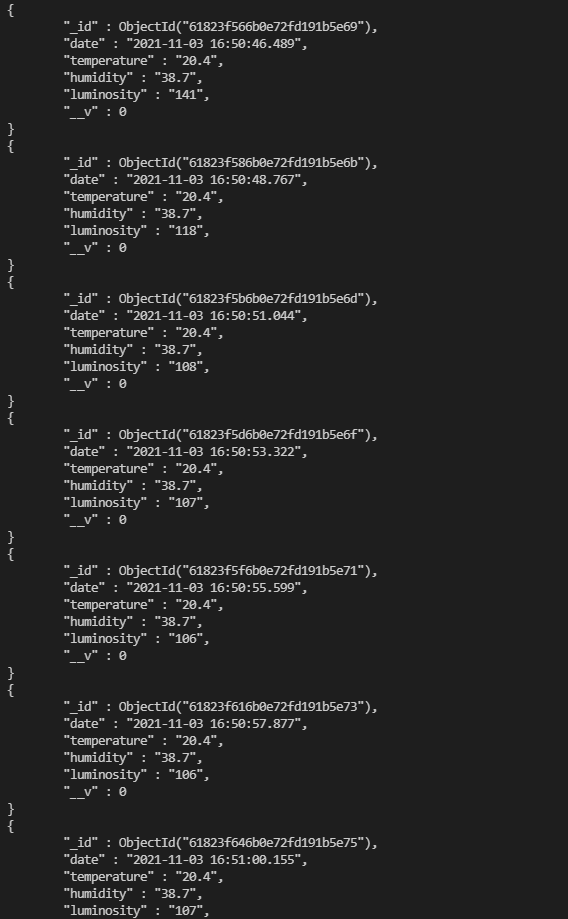 {
"_id" : ObjectId("61823f566b0e72fd191b5e69"),
"date" : "2021-11-03 16:50:46.489",
"temperature" : "20.4",
"humidity" : "38.7",
"luminosity" : "141",
"__v" : 0
}
{
"_id" : ObjectId("61823f586b0e72fd191b5e6b"),
"date" : "2021-11-03 16:50:48.767",
"temperature" : "20.4",
"humidity" : "38.7",
"luminosity" : "118",
"__v" : 0
}
{
"_id" : ObjectId("61823f5b6b0e72fd191b5e6d"),
"date" : "2021-11-03 16:50:51.044",
"temperature" : "20.4",
"humidity" : "38.7",
"luminosity" : "108",
"__v" : 0
}
{
"_id" : ObjectId("61823f5d6b0e72fd191b5e6f"),
"date" : "2021-11-03 16:50:53.322",
"temperature" : "20.4",
"humidity" : "38.7",
"luminosity" : "107",
"__v" : 0
}
{
"_id" : ObjectId("61823f5f6b0e72fd191b5e71"),
"date" : "2021-11-03 16:50:55.599",
"temperature" : "20.4",
"humidity" : "38.7",
"luminosity" : "106",
"__v" : 0
}
{
"_id" : ObjectId("61823f616b0e72fd191b5e73"),
"date" : "2021-11-03 16:50:57.877",
"temperature" : "20.4",
"humidity" : "38.7",
"luminosity" : "106",
"__v" : 0
}
{
"_id" : ObjectId("61823f646b0e72fd191b5e75"),
"date" : "2021-11-03 16:51:00.155",
"temperature" : "20.4",
"humidity" : "38.7",
"luminosity" : "107",